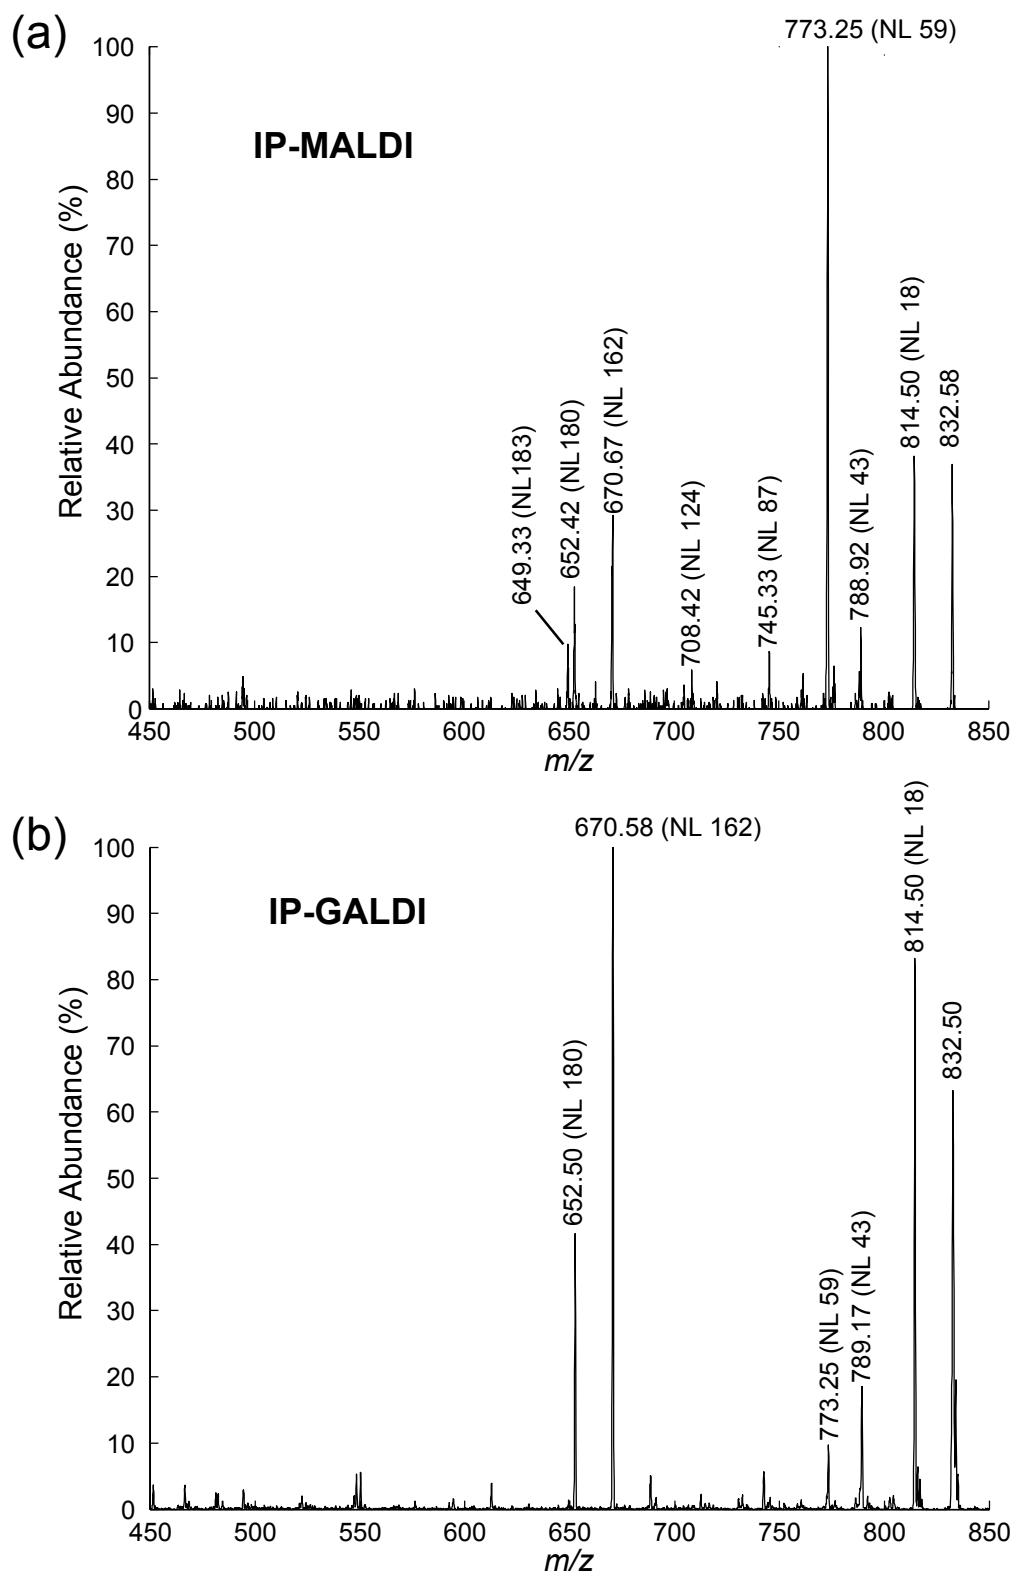 (a)
773.25 (NL 59)
100
90
80
70
60
50
40
30
20
10
0
Relative Abundance (%)
IP-MALDI
649.33 (NL183)
652.42 (NL180)
670.67 (NL 162)
708.42 (NL 124)
745.33 (NL 87)
788.92 (NL 43)
814.50 (NL 18)
832.58
450 500 550 600 650 700 750 800 850
m/z
(b)
670.58 (NL 162)
100
90
80
70
60
50
40
30
20
10
0
Relative Abundance (%)
IP-GALDI
652.50 (NL 180)
773.25 (NL 59)
789.17 (NL 43)
814.50 (NL 18)
832.50
450 500 550 600 650 700 750 800 850
m/z